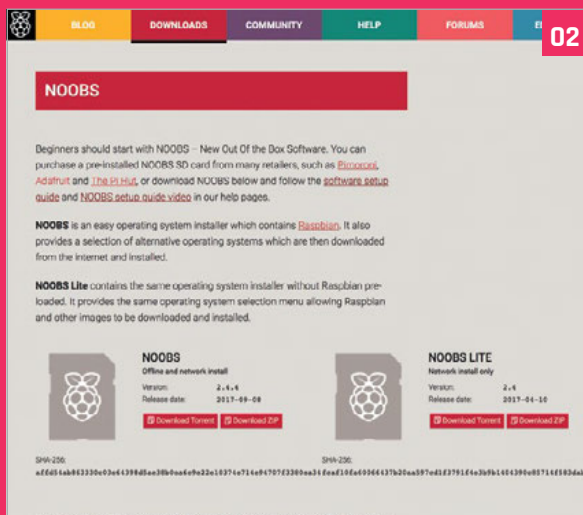 BLOG DOWNLOADS COMMUNITY HELP FORUMS
02
NOOBS
Beginners should start with NOOBS – New Out Of the Box Software. You can
purchase a pre-installed NOOBS SD card from many retailers, such as Pimoroni,
Adafruit and The Pi Hut, or download NOOBS below and follow the software setup
guide and NOOBS setup guide video in our help pages.
NOOBS is an easy operating system installer which contains Raspbian. It also
provides a selection of alternative operating systems which are then downloaded
from the internet and installed.
NOOBS Lite contains the same operating system installer without Raspbian pre-
loaded. It provides the same operating system selection menu allowing Raspbian
and other images to be downloaded and installed.
NOOBS
Offline and network install
Version: 2.4.4
Release date: 2017-09-08
Download Torrent Download ZIP
SHA-256:
NOOBS LITE
Network install only
Version: 2.4
Release date: 2017-04-10
Download Torrent Download ZIP
SHA-256: